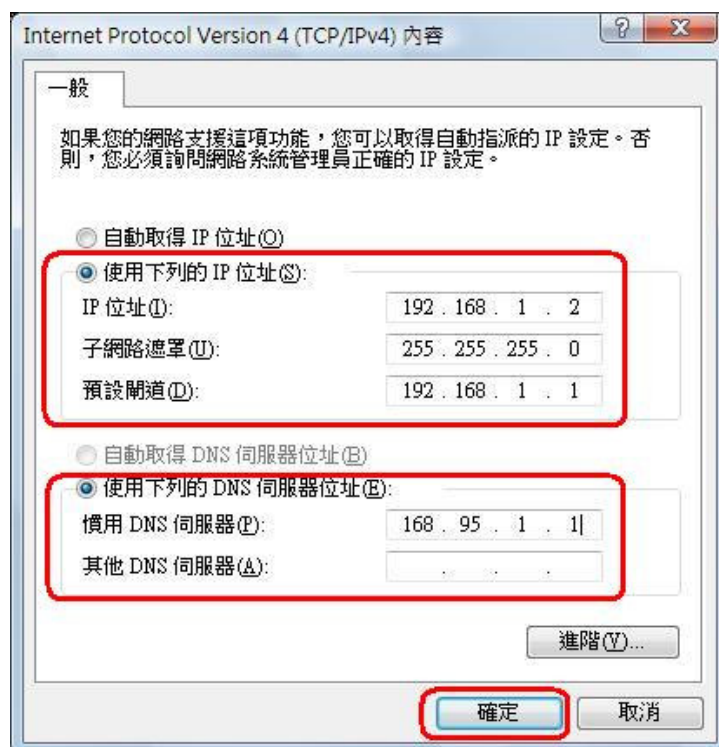 Internet Protocol Version 4 (TCP/IPv4) 內容
一般
如果您的網路支援這項功能，您可以取得自動指派的 IP 設定。否
則，您必須詢問網路系統管理員正確的 IP 設定。
自動取得 IP 位址(O)
使用下列的 IP 位址(S):
IP 位址(I): 192 . 168 . 1 . 2
子網路遮罩(U): 255 . 255 . 255 . 0
預設閘道(D): 192 . 168 . 1 . 1
自動取得 DNS 伺服器位址(B)
使用下列的 DNS 伺服器位址(E):
慣用 DNS 伺服器(P): 168 . 95 . 1 . 1
其他 DNS 伺服器(A): . . .
進階(V)...
確定 取消